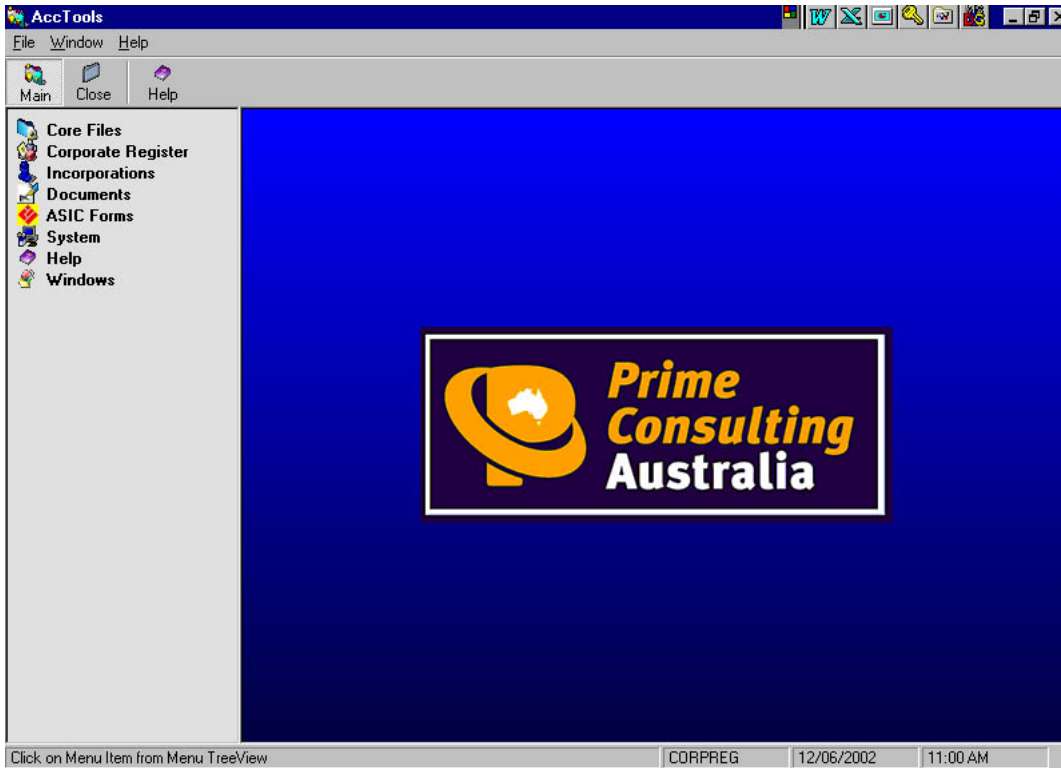 AccTools
File Window Help
Main Close Help
Core Files
Corporate Register
Incorporations
Documents
ASIC Forms
System
Help
Windows
Prime
Consulting
Australia
Click on Menu Item from Menu TreeView CORPREG 12/06/2002 11:00 AM